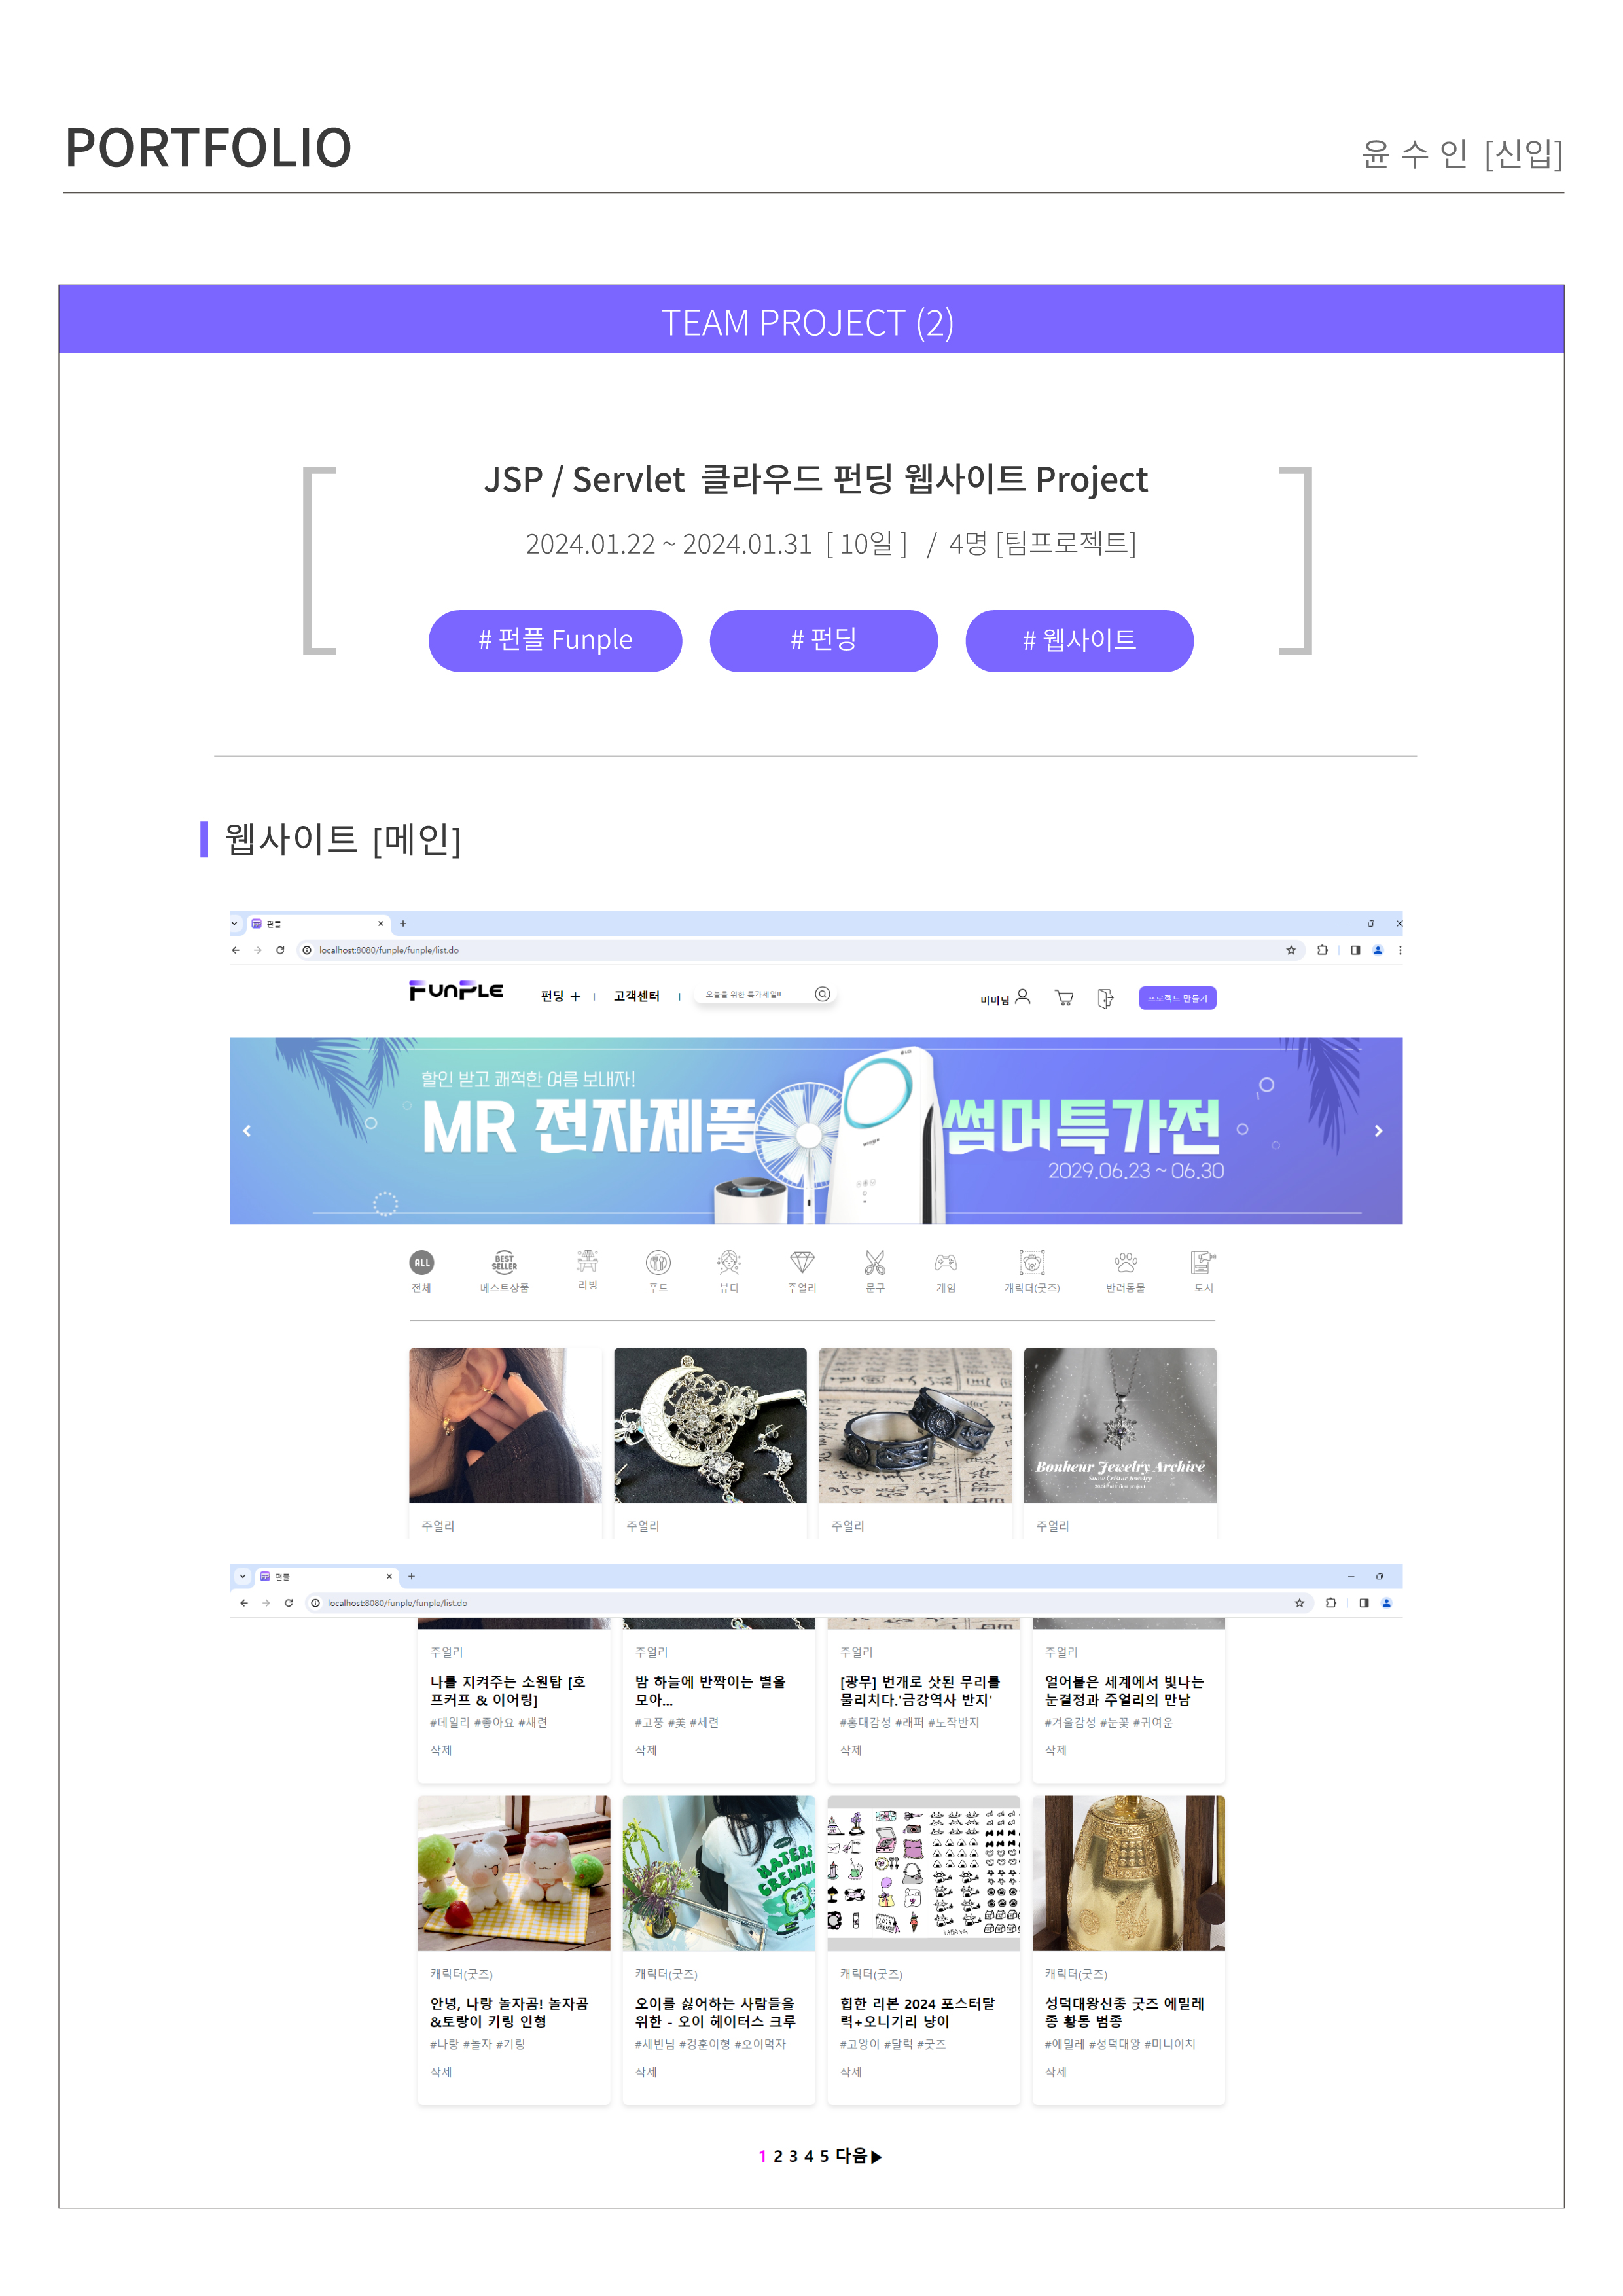 PORTFOLIO
윤 수 인 [신입]
TEAM PROJECT (2)
JSP / Servlet 클라우드 펀딩 웹사이트 Project
2024.01.22 ~ 2024.01.31 [ 10일 ] / 4명 [팀프로젝트]
# 펀플 Funple
# 펀딩
# 웹사이트
웹사이트 [메인]
펀플
localhost:8080/funple/funple/list.do
FUNPLE
펀딩 + | 고객센터 |
오늘을 위한 특가세일!!
미미님
프로젝트 만들기
할인 받고 쾌적한 여름 보내자!
MR 전자제품 썸머특가전
2029.06.23 ~ 06.30
ALL
BEST
SELLER
전체 베스트상품 리빙 푸드 뷰티 주얼리 문구 게임 캐릭터(굿즈) 반려동물 도서
Bonheur Jewelry Archive
주얼리 주얼리 주얼리 주얼리
펀플
localhost:8080/funple/funple/list.do
주얼리
나를 지켜주는 소원탑 [호
프커프 & 이어링]
#데일리 #좋아요 #새련
삭제
주얼리
밤 하늘에 반짝이는 별을
모아...
#고풍 #美 #세련
삭제
주얼리
[광무] 번개로 삿된 무리를
물리치다.'금강역사 반지'
#홍대감성 #래퍼 #노작반지
삭제
주얼리
얼어붙은 세계에서 빛나는
눈결정과 주얼리의 만남
#겨울감성 #눈꽃 #귀여운
삭제
HATERS
CREWWW
캐릭터(굿즈)
안녕, 나랑 놀자곰! 놀자곰
&토랑이 키링 인형
#나랑 #놀자 #키링
삭제
캐릭터(굿즈)
오이를 싫어하는 사람들을
위한 - 오이 헤이터스 크루
#세빈님 #경훈이형 #오이먹자
삭제
캐릭터(굿즈)
힙한 리본 2024 포스터달
력+오니기리 냥이
#고양이 #달력 #굿즈
삭제
캐릭터(굿즈)
성덕대왕신종 굿즈 에밀레
종 황동 범종
#에밀레 #성덕대왕 #미니어처
삭제
1 2 3 4 5 다음▶